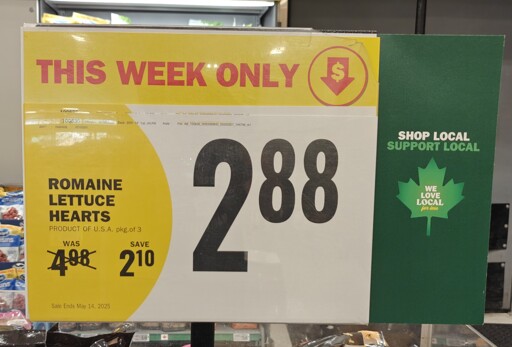 THIS WEEK ONLY
$
ROMAINE
LETTUCE
HEARTS
PRODUCT OF U.S.A. pkg.of 3
WAS
4.98
SAVE
2.10
2.88
Sale Ends May 14, 2025
SHOP LOCAL
SUPPORT LOCAL
WE
LOVE
LOCAL